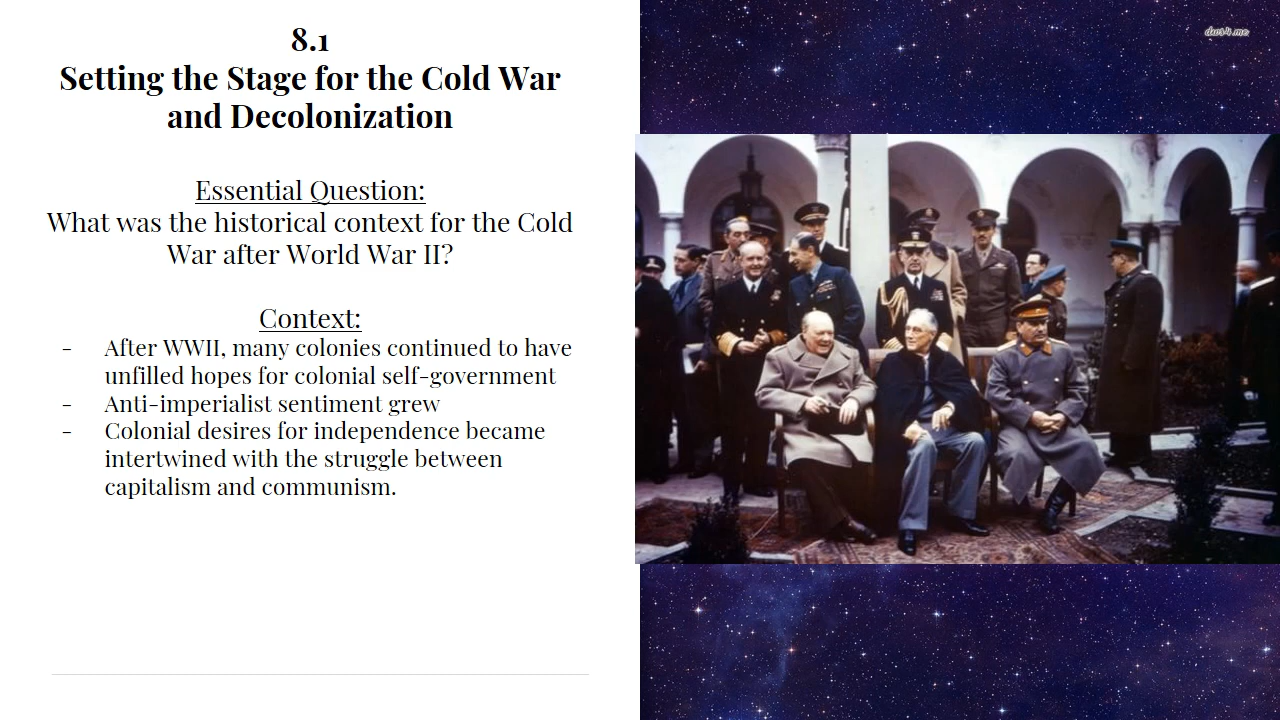 8.1
Setting the Stage for the Cold War
and Decolonization
Essential Question:
What was the historical context for the Cold
War after World War II?
Context:
- After WWII, many colonies continued to have
unfilled hopes for colonial self-government
- Anti-imperialist sentiment grew
- Colonial desires for independence became
intertwined with the struggle between
capitalism and communism.